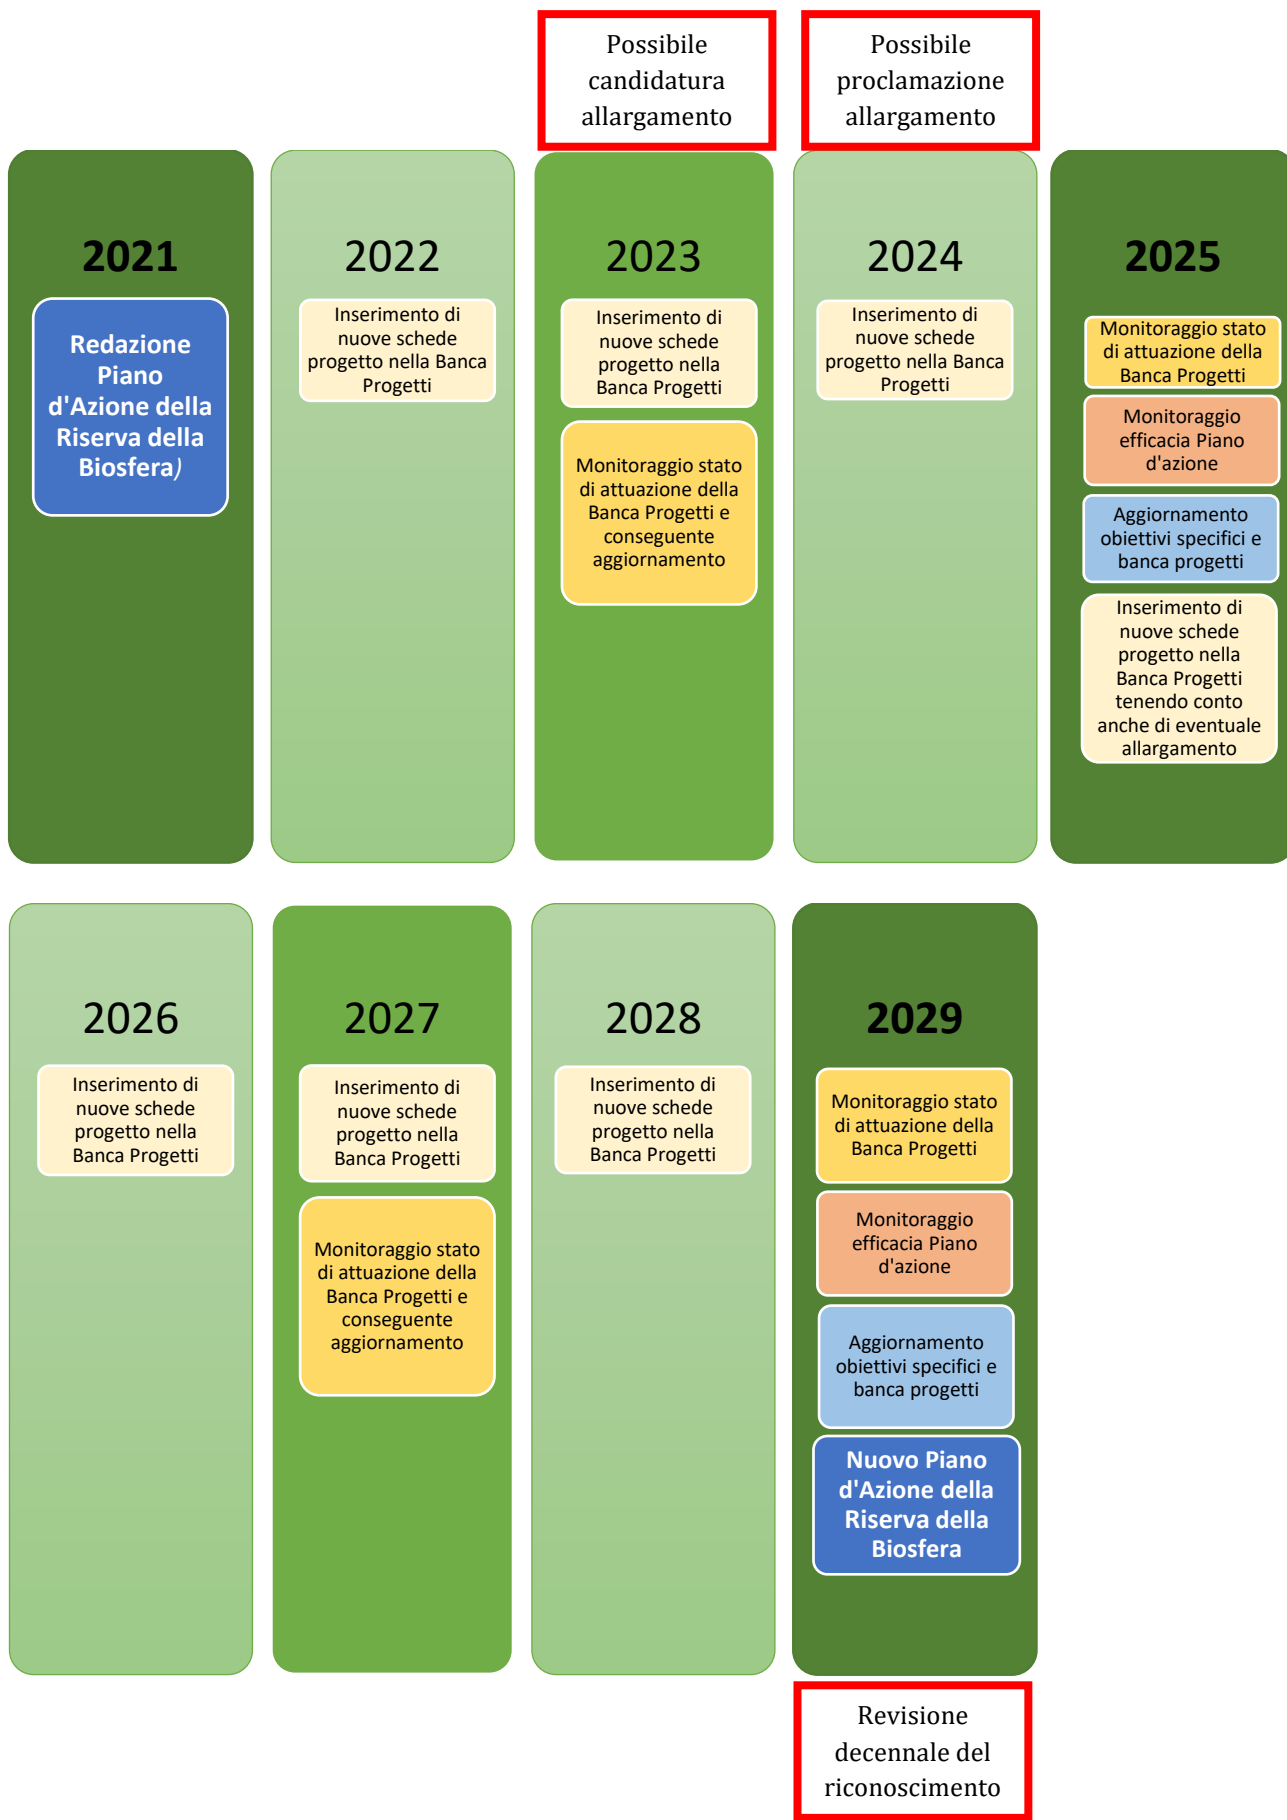 Possibile
candidatura
allargamento
Possibile
proclamazione
allargamento
2021
Redazione
Piano
d'Azione della
Riserva della
Biosfera)
2022
Inserimento di
nuove schede
progetto nella Banca
Progetti
2023
Inserimento di
nuove schede
progetto nella
Banca Progetti
Monitoraggio stato
di attuazione della
Banca Progetti e
conseguente
aggiornamento
2024
Inserimento di
nuove schede
progetto nella Banca
Progetti
2025
Monitoraggio stato
di attuazione della
Banca Progetti
Monitoraggio
efficacia Piano
d'azione
Aggiornamento
obiettivi specifici e
banca progetti
Inserimento di
nuove schede
progetto nella
Banca Progetti
tenendo conto
anche di eventuale
allargamento
2026
Inserimento di
nuove schede
progetto nella
Banca Progetti
2027
Inserimento di
nuove schede
progetto nella
Banca Progetti
Monitoraggio stato
di attuazione della
Banca Progetti e
conseguente
aggiornamento
2028
Inserimento di
nuove schede
progetto nella
Banca Progetti
2029
Monitoraggio stato
di attuazione della
Banca Progetti
Monitoraggio
efficacia Piano
d'azione
Aggiornamento
obiettivi specifici e
banca progetti
Nuovo Piano
d'Azione della
Riserva della
Biosfera
Revisione
decennale del
riconoscimento